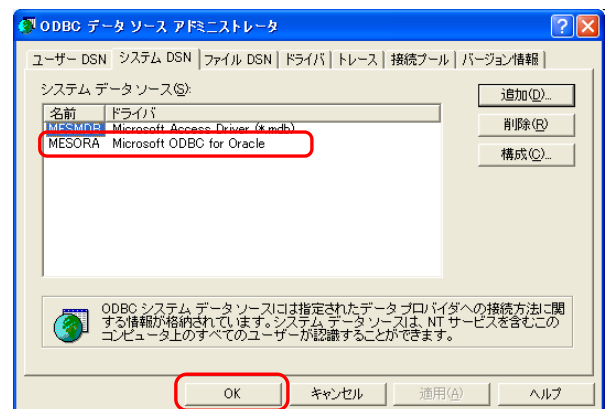 ODBC データ ソース アドミニストレータ
ユーザー DSN システム DSN ファイル DSN ドライバ トレース 接続プール バージョン情報
システム データ ソース(S):
追加(D)...
名前 ドライバ
MESMDB Microsoft Access Driver (*.mdb)
削除(R)
MESORA Microsoft ODBC for Oracle
構成(C)...
ODBC システム データ ソースには指定されたデータ プロバイダへの接続方法に関
する情報が格納されています。システム データ ソースは、NT サービスを含むこの
コンピュータ上のすべてのユーザーが認識することができます。
OK キャンセル 適用(A) ヘルプ